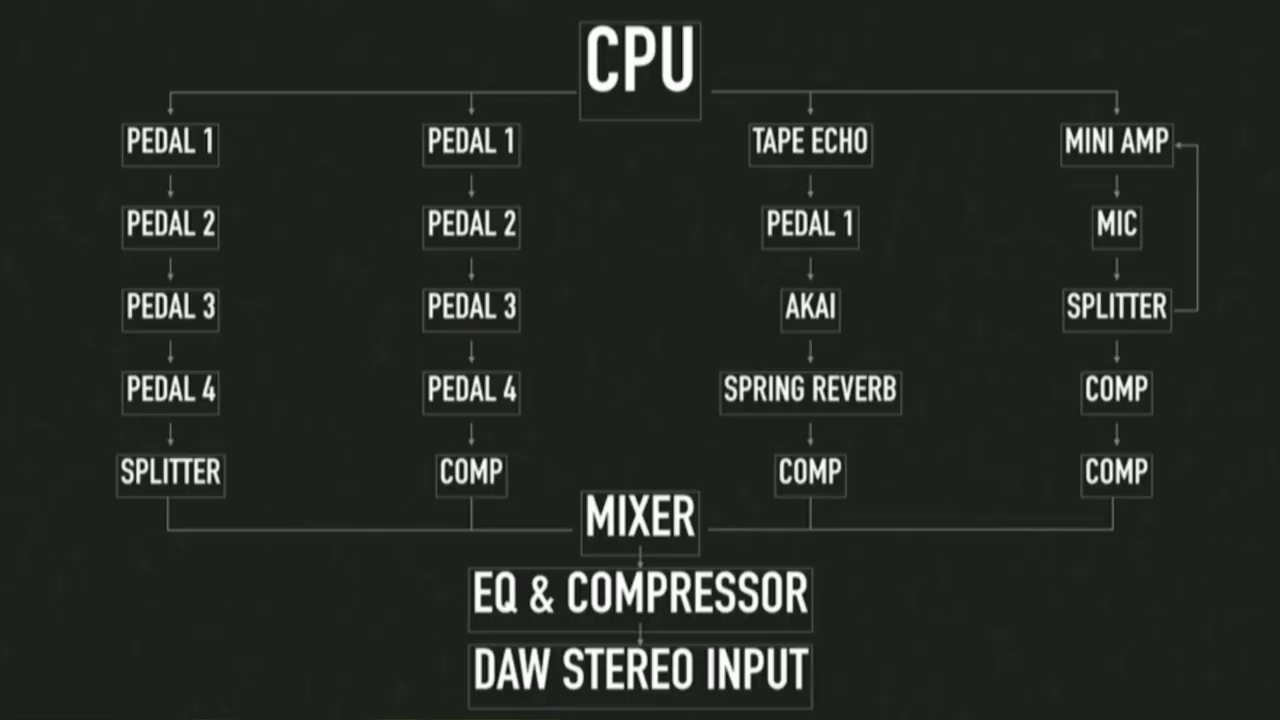 CPU
PEDAL 1
PEDAL 1
TAPE ECHO
MINI AMP
PEDAL 2
PEDAL 2
PEDAL 1
MIC
PEDAL 3
PEDAL 3
AKAI
SPLITTER
PEDAL 4
PEDAL 4
SPRING REVERB
COMP
SPLITTER
COMP
COMP
COMP
MIXER
EQ & COMPRESSOR
DAW STEREO INPUT